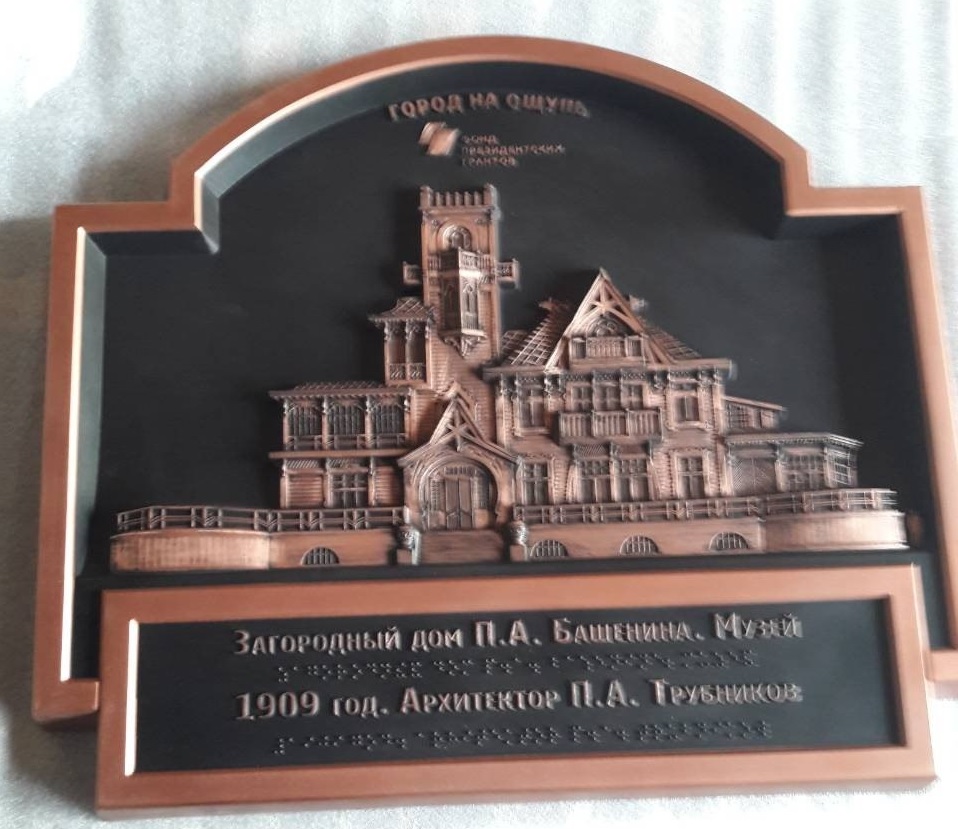 ГОРОД НА ОЩУПЬ
ФОНД
ПРЕЗИДЕНТСКИХ
ГРАНТОВ
Загородный дом П.А. Башенина. Музей
1909 год. Архитектор П.А. Трубников